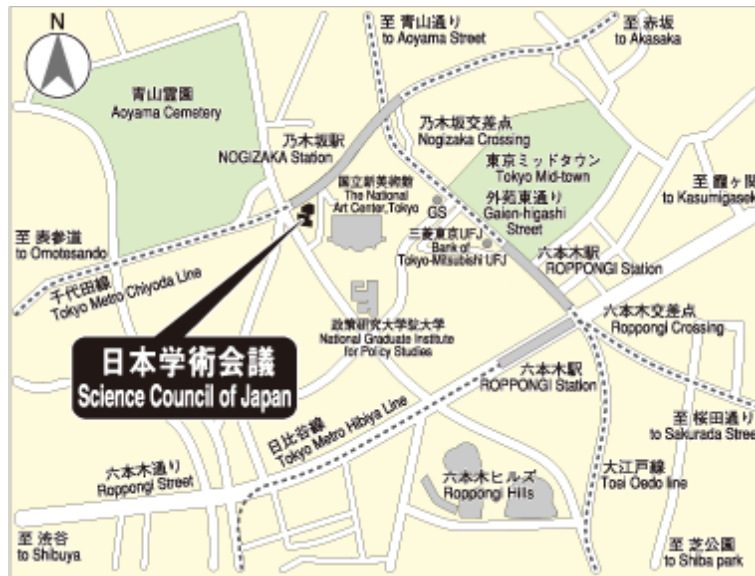 N
至 青山通り
to Aoyama Street
至 赤坂
to Akasaka
青山霊園
Aoyama Cemetery
乃木坂駅
NOGIZAKA Station
乃木坂交差点
Nogizaka Crossing
東京ミッドタウン
Tokyo Mid-town
国立新美術館
The National
Art Center,Tokyo
外苑東通り
Gaien-higashi
Street
至 霞ヶ関
to Kasumigasek
GS
三菱東京UFJ
Bank of
Tokyo-Mitsubishi UFJ
至 表参道
to Omotesando
六本木駅
ROPPONGI Station
千代田線
Tokyo Metro Chiyoda Line
六本木交差点
Roppongi Crossing
政策研究大学院大学
National Graduate Institute
for Policy Studies
日本学術会議
Science Council of Japan
六本木駅
ROPPONGI Station
日比谷線
Tokyo Metro Hibiya Line
至 桜田通り
to Sakurada Stree
六本木通り
Roppongi Street
六本木ヒルズ
Roppongi Hills
大江戸線
Toei Oedo line
至 渋谷
to Shibuya
至 芝公園
to Shiba park